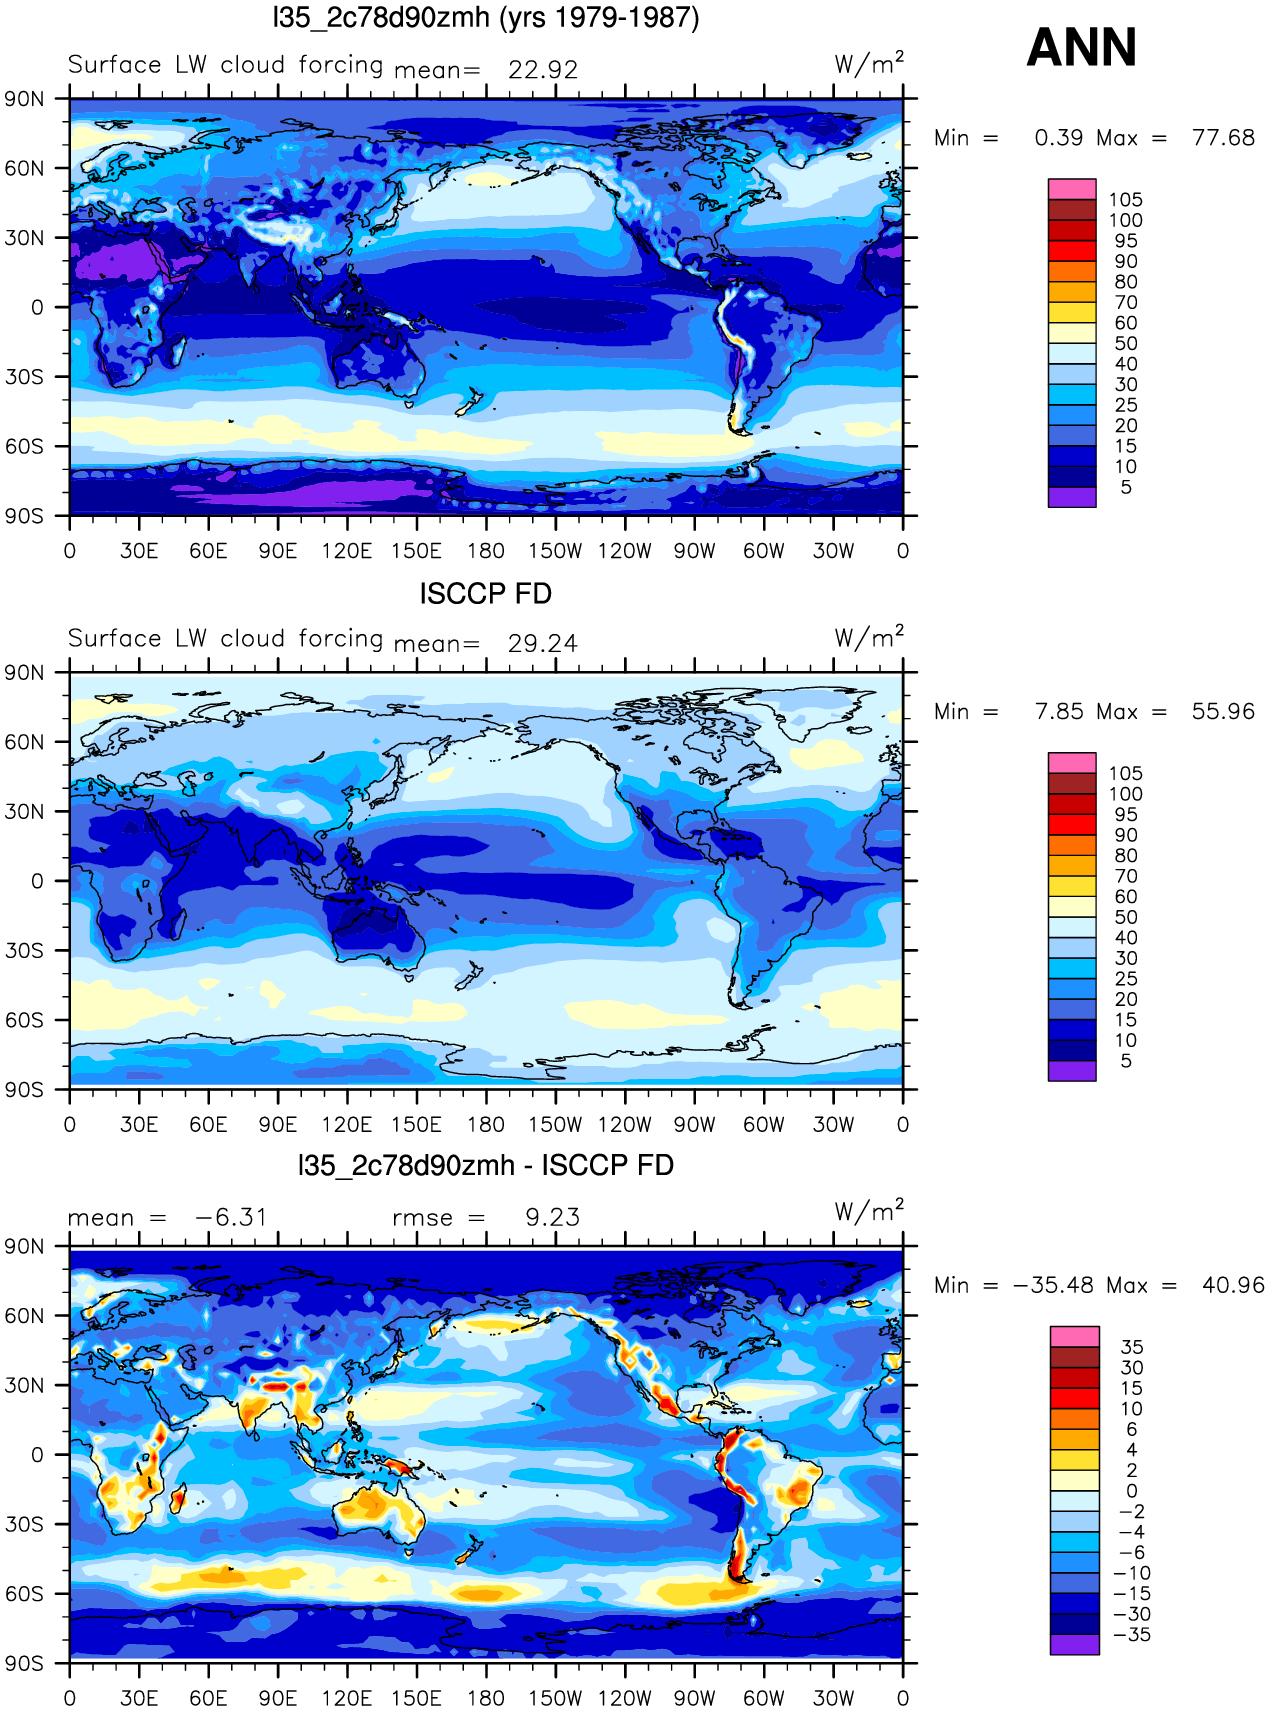 l35_2c78d90zmh (yrs 1979-1987)
ANN
Surface LW cloud forcing mean= 22.92 W/m²
Min = 0.39 Max = 77.68
90N
60N
30N
0
30S
60S
90S
0 30E 60E 90E 120E 150E 180 150W 120W 90W 60W 30W 0
105
100
95
90
80
70
60
50
40
30
25
20
15
10
5
ISCCP FD
Surface LW cloud forcing mean= 29.24 W/m²
Min = 7.85 Max = 55.96
90N
60N
30N
0
30S
60S
90S
0 30E 60E 90E 120E 150E 180 150W 120W 90W 60W 30W 0
105
100
95
90
80
70
60
50
40
30
25
20
15
10
5
l35_2c78d90zmh - ISCCP FD
mean = −6.31 rmse = 9.23 W/m²
Min = −35.48 Max = 40.96
90N
60N
30N
0
30S
60S
90S
0 30E 60E 90E 120E 150E 180 150W 120W 90W 60W 30W 0
35
30
15
10
6
4
2
0
−2
−4
−6
−10
−15
−30
−35